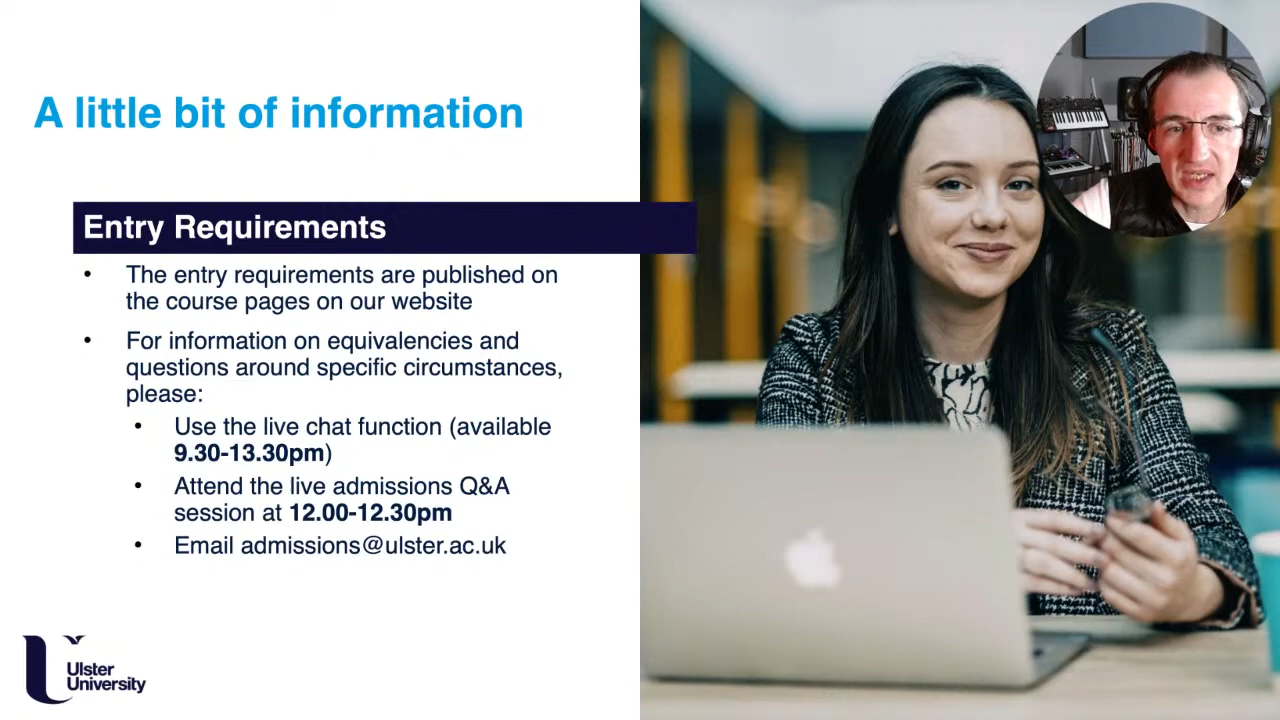 A little bit of information
Entry Requirements
• The entry requirements are published on
the course pages on our website
• For information on equivalencies and
questions around specific circumstances,
please:
• Use the live chat function (available
9.30-13.30pm)
• Attend the live admissions Q&A
session at 12.00-12.30pm
• Email admissions@ulster.ac.uk
Ulster
University